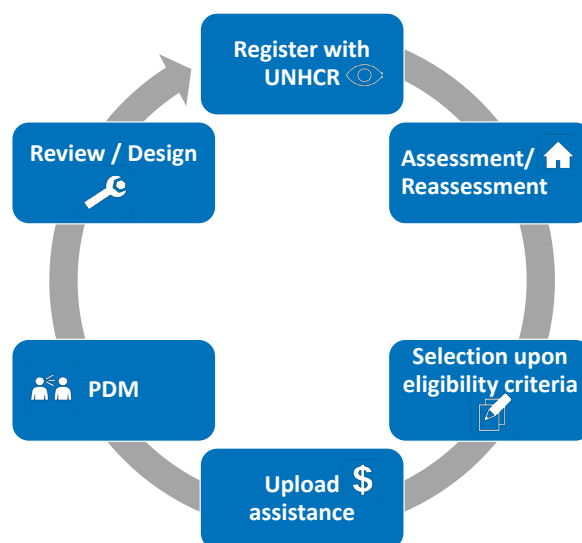 Register with
UNHCR
Assessment/
Reassessment
Selection upon
eligibility criteria
Upload $
assistance
PDM
Review / Design